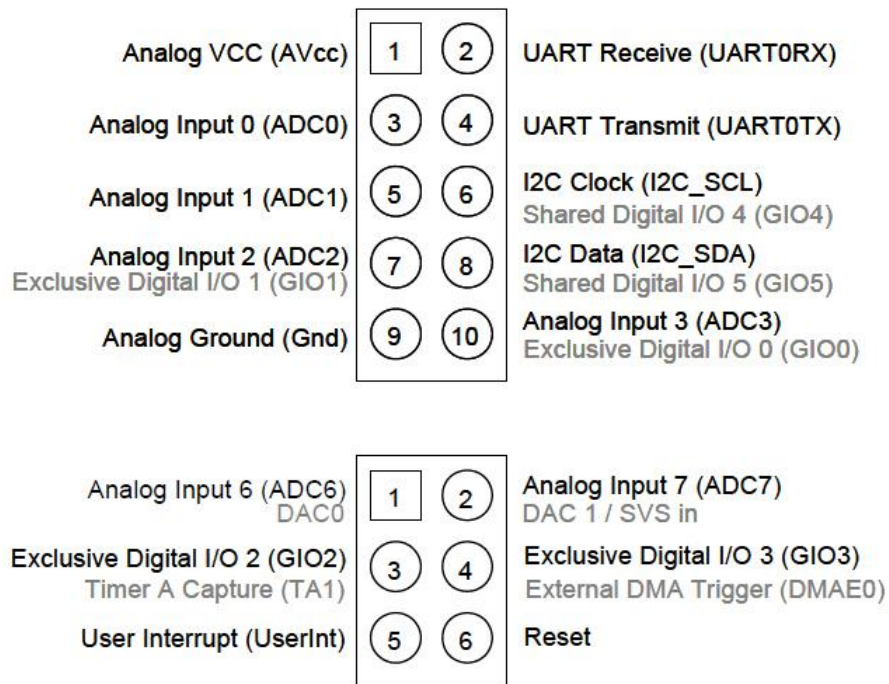 Analog VCC (AVcc) 1 2 UART Receive (UART0RX)
Analog Input 0 (ADC0) 3 4 UART Transmit (UART0TX)
Analog Input 1 (ADC1) 5 6 I2C Clock (I2C_SCL)
Shared Digital I/O 4 (GIO4)
Analog Input 2 (ADC2) 7 8 I2C Data (I2C_SDA)
Exclusive Digital I/O 1 (GIO1) Shared Digital I/O 5 (GIO5)
Analog Ground (Gnd) 9 10 Analog Input 3 (ADC3)
Exclusive Digital I/O 0 (GIO0)
Analog Input 6 (ADC6) 1 2 Analog Input 7 (ADC7)
DAC0 DAC 1 / SVS in
Exclusive Digital I/O 2 (GIO2) 3 4 Exclusive Digital I/O 3 (GIO3)
Timer A Capture (TA1) External DMA Trigger (DMAE0)
User Interrupt (UserInt) 5 6 Reset